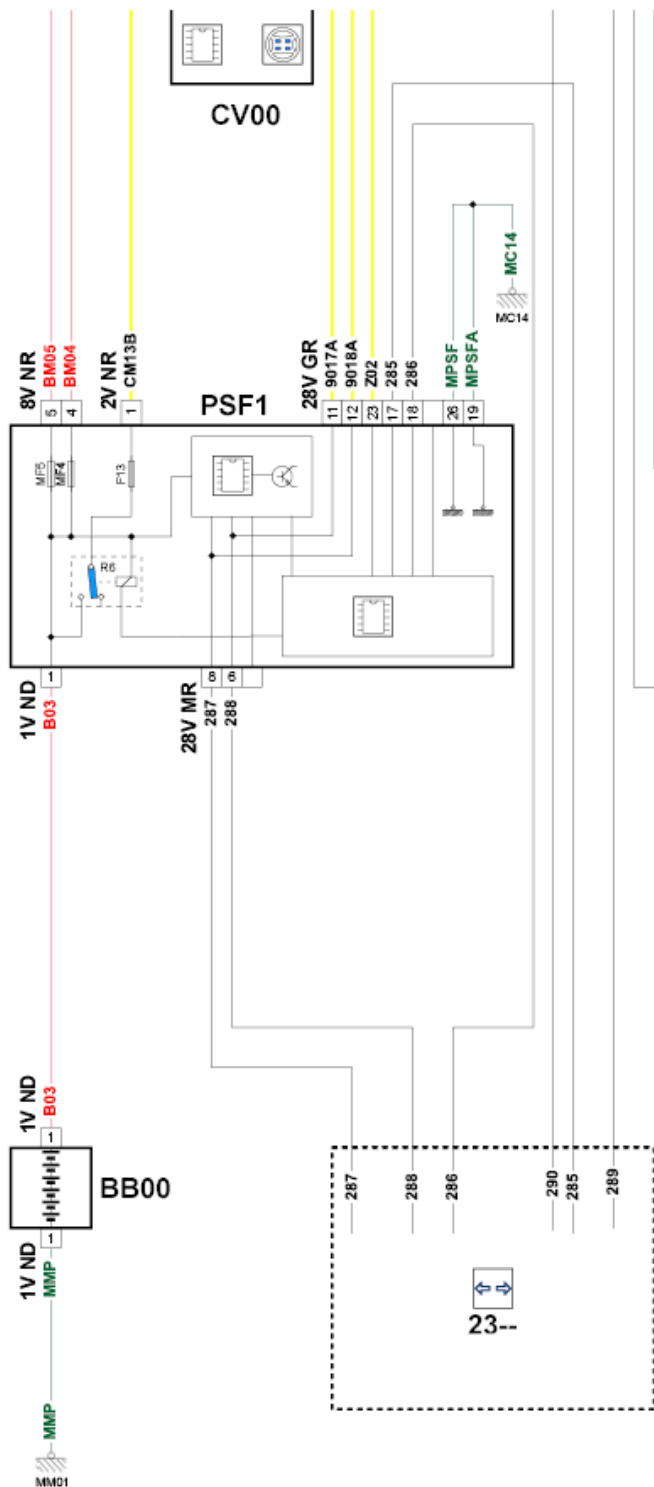 CV00
8V NR
BM05
BM04
2V NR
CM13B
28V GR
9017A
9018A
Z02
285
286
MPSF
MPSFA
MC14
MC14
5
4
1
PSF1
11
12
23
17
18
26
19
MF5
MF4
F13
R6
1
8
6
1V ND
B03
28V MR
287
288
1V ND
B03
1
BB00
1
1V ND
MMP
MMP
MM01
287
288
286
290
285
289
23--